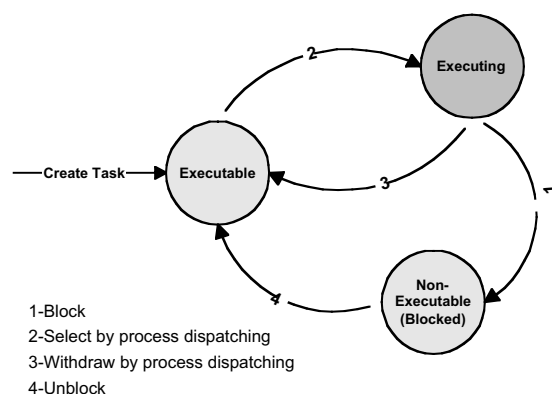 2
Executing
Create Task
Executable
3
1
4
Non-
Executable
(Blocked)
1-Block
2-Select by process dispatching
3-Withdraw by process dispatching
4-Unblock